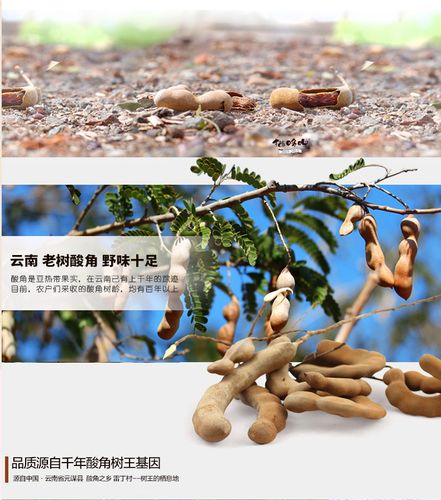 云南 老树酸角 野味十足
酸角是豆热带果实，在云南己有上千年的踪迹
目前，农户们采收的酸角树龄，均有百年以上
品质源自千年酸角树王基因
源自中国·云南省元谋县 酸角之乡 雷丁村--树王的栖息地